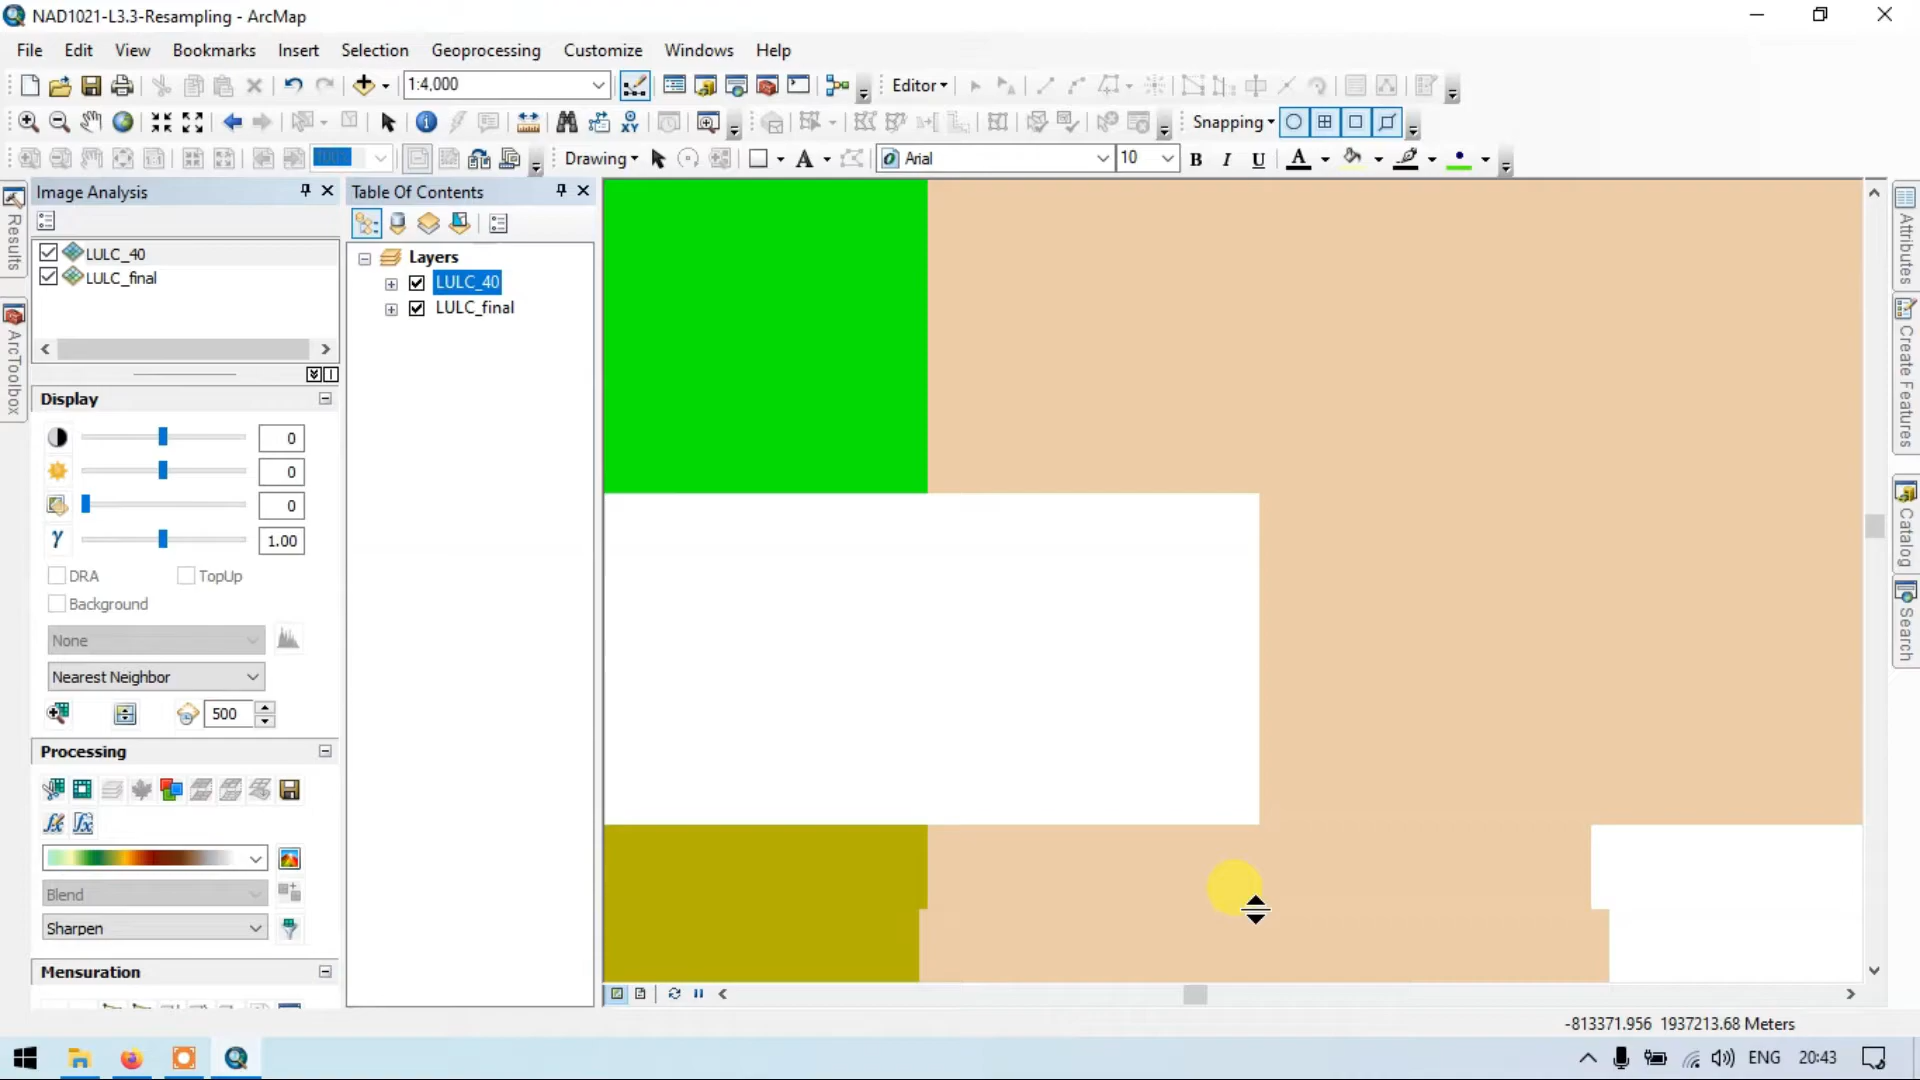 NAD1021-L3.3-Resampling - ArcMap
File Edit View Bookmarks Insert Selection Geoprocessing Customize Windows Help
1:4,000 Editor
Snapping
Drawing A Arial 10 B I U A
Image Analysis
Table Of Contents
LULC_40
LULC_final
Layers
LULC_40
LULC_final
Display
0
0
0
γ 1.00
DRA TopUp
Background
None
Nearest Neighbor
500
Processing
Blend
Sharpen
Mensuration
Results
ArcToolbox
Attributes
Create Features
Catalog
Search
-813371.956 1937213.68 Meters
ENG 20:43